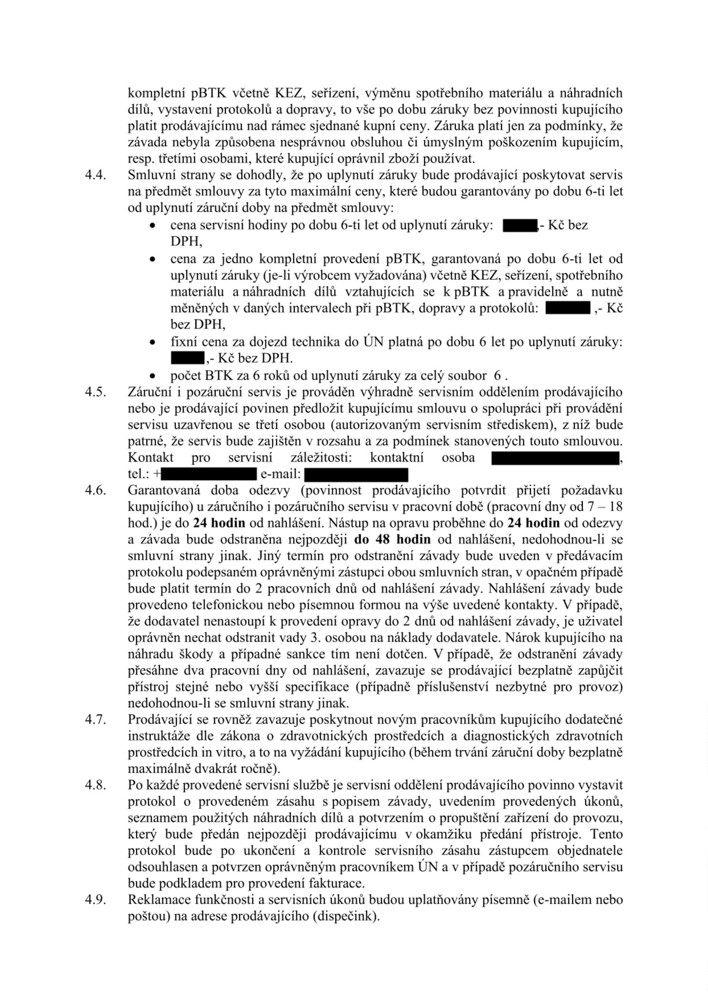 kompletní pBTK včetně KEZ, seřízení, výměnu spotřebního materiálu a náhradních
dílů, vystavení protokolů a dopravy, to vše po dobu záruky bez povinnosti kupujícího
platit prodávajícímu nad rámec sjednané kupní ceny. Záruka platí jen za podmínky, že
závada nebyla způsobena nesprávnou obsluhou či úmyslným poškozením kupujícím,
resp. třetími osobami, které kupující oprávnil zboží používat.
4.4. Smluvní strany se dohodly, že po uplynutí záruky bude prodávající poskytovat servis
na předmět smlouvy za tyto maximální ceny, které budou garantovány po dobu 6-ti let
od uplynutí záruční doby na předmět smlouvy:
• cena servisní hodiny po dobu 6-ti let od uplynutí záruky: ,- Kč bez
DPH,
• cena za jedno kompletní provedení pBTK, garantovaná po dobu 6-ti let od
uplynutí záruky (je-li výrobcem vyžadována) včetně KEZ, seřízení, spotřebního
materiálu a náhradních dílů vztahujících se k pBTK a pravidelně a nutně
měněných v daných intervalech při pBTK, dopravy a protokolů: ,- Kč
bez DPH,
• fixní cena za dojezd technika do ÚN platná po dobu 6 let po uplynutí záruky:
,- Kč bez DPH.
• počet BTK za 6 roků od uplynutí záruky za celý soubor 6 .
4.5. Záruční i pozáruční servis je prováděn výhradně servisním oddělením prodávajícího
nebo je prodávající povinen předložit kupujícímu smlouvu o spolupráci při provádění
servisu uzavřenou se třetí osobou (autorizovaným servisním střediskem), z níž bude
patrné, že servis bude zajištěn v rozsahu a za podmínek stanovených touto smlouvou.
Kontakt pro servisní záležitosti: kontaktní osoba ,
tel.: + e-mail:
4.6. Garantovaná doba odezvy (povinnost prodávajícího potvrdit přijetí požadavku
kupujícího) u záručního i pozáručního servisu v pracovní době (pracovní dny od 7 – 18
hod.) je do 24 hodin od nahlášení. Nástup na opravu proběhne do 24 hodin od odezvy
a závada bude odstraněna nejpozději do 48 hodin od nahlášení, nedohodnou-li se
smluvní strany jinak. Jiný termín pro odstranění závady bude uveden v předávacím
protokolu podepsaném oprávněnými zástupci obou smluvních stran, v opačném případě
bude platit termín do 2 pracovních dnů od nahlášení závady. Nahlášení závady bude
provedeno telefonickou nebo písemnou formou na výše uvedené kontakty. V případě,
že dodavatel nenastoupí k provedení opravy do 2 dnů od nahlášení závady, je uživatel
oprávněn nechat odstranit vady 3. osobou na náklady dodavatele. Nárok kupujícího na
náhradu škody a případné sankce tím není dotčen. V případě, že odstranění závady
přesáhne dva pracovní dny od nahlášení, zavazuje se prodávající bezplatně zapůjčit
přístroj stejné nebo vyšší specifikace (případně příslušenství nezbytné pro provoz)
nedohodnou-li se smluvní strany jinak.
4.7. Prodávající se rovněž zavazuje poskytnout novým pracovníkům kupujícího dodatečné
instruktáže dle zákona o zdravotnických prostředcích a diagnostických zdravotních
prostředcích in vitro, a to na vyžádání kupujícího (během trvání záruční doby bezplatně
maximálně dvakrát ročně).
4.8. Po každé provedené servisní službě je servisní oddělení prodávajícího povinno vystavit
protokol o provedeném zásahu s popisem závady, uvedením provedených úkonů,
seznamem použitých náhradních dílů a potvrzením o propuštění zařízení do provozu,
který bude předán nejpozději prodávajícímu v okamžiku předání přístroje. Tento
protokol bude po ukončení a kontrole servisního zásahu zástupcem objednatele
odsouhlasen a potvrzen oprávněným pracovníkem ÚN a v případě pozáručního servisu
bude podkladem pro provedení fakturace.
4.9. Reklamace funkčnosti a servisních úkonů budou uplatňovány písemně (e-mailem nebo
poštou) na adrese prodávajícího (dispečink).